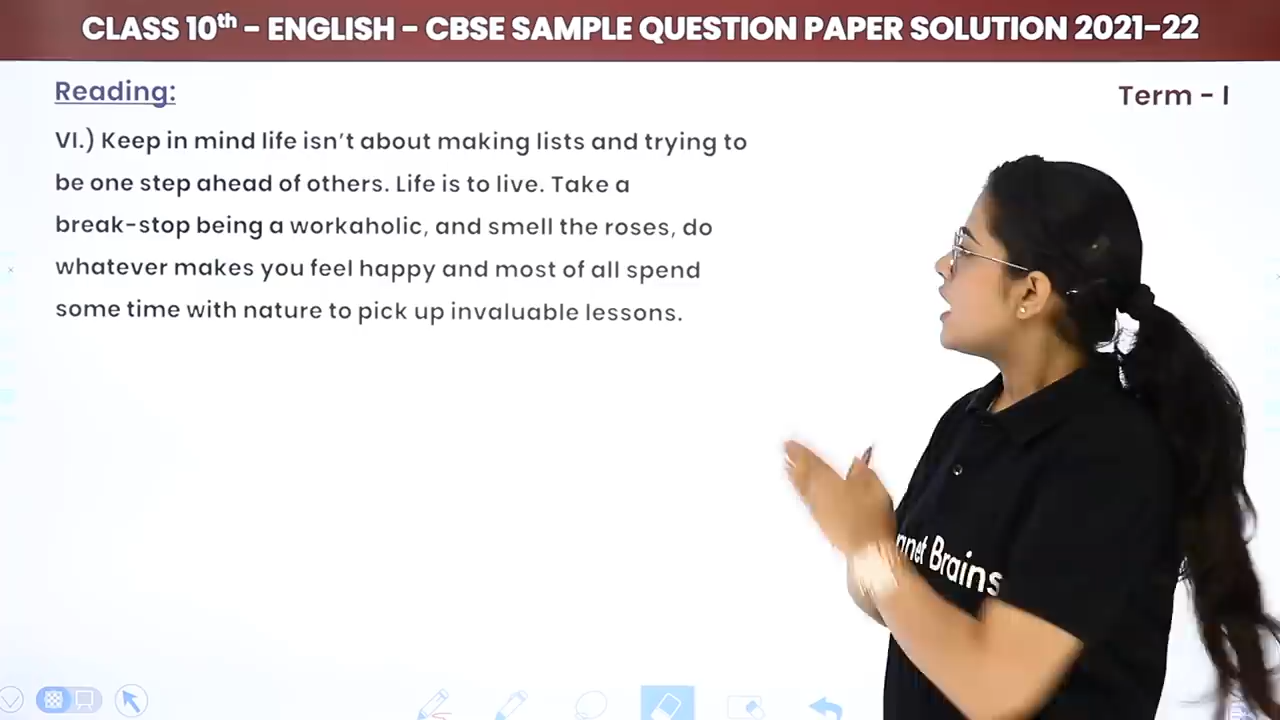 CLASS 10th - ENGLISH - CBSE SAMPLE QUESTION PAPER SOLUTION 2021-22
Reading:
Term - I
VI.) Keep in mind life isn't about making lists and trying to
be one step ahead of others. Life is to live. Take a
break-stop being a workaholic, and smell the roses, do
whatever makes you feel happy and most of all spend
some time with nature to pick up invaluable lessons.
Brains